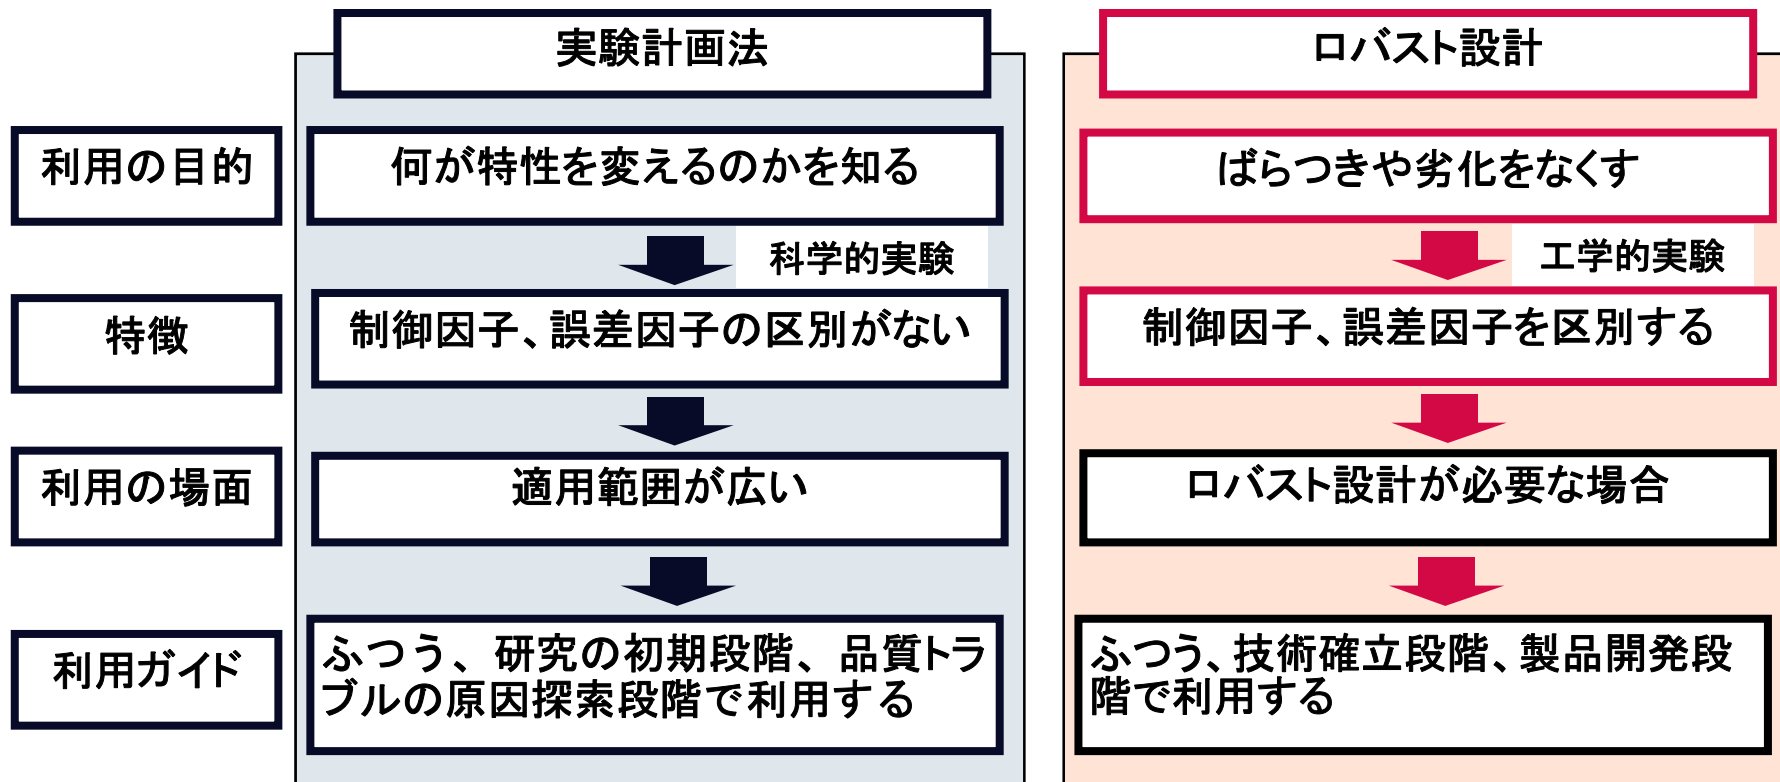 実験計画法
ロバスト設計
利用の目的
何が特性を変えるのかを知る
ばらつきや劣化をなくす
科学的実験
工学的実験
特徴
制御因子、誤差因子の区別がない
制御因子、誤差因子を区別する
利用の場面
適用範囲が広い
ロバスト設計が必要な場合
利用ガイド
ふつう、研究の初期段階、品質トラ
ブルの原因探索段階で利用する
ふつう、技術確立段階、製品開発段
階で利用する